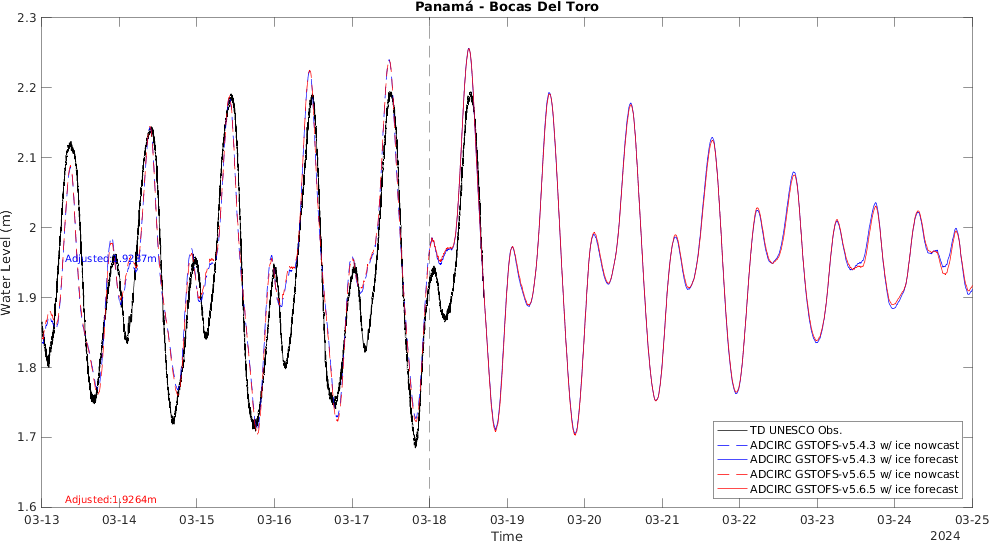 Panamá - Bocas Del Toro
2.3
2.2
2.1
2
1.9
1.8
1.7
1.6
Water Level (m)
Adjusted:1.9287m
Adjusted:1.9264m
TD UNESCO Obs.
ADCIRC GSTOFS-v5.4.3 w/ ice nowcast
ADCIRC GSTOFS-v5.4.3 w/ ice forecast
ADCIRC GSTOFS-v5.6.5 w/ ice nowcast
ADCIRC GSTOFS-v5.6.5 w/ ice forecast
03-13 03-14 03-15 03-16 03-17 03-18 03-19 03-20 03-21 03-22 03-23 03-24 03-25
Time
2024